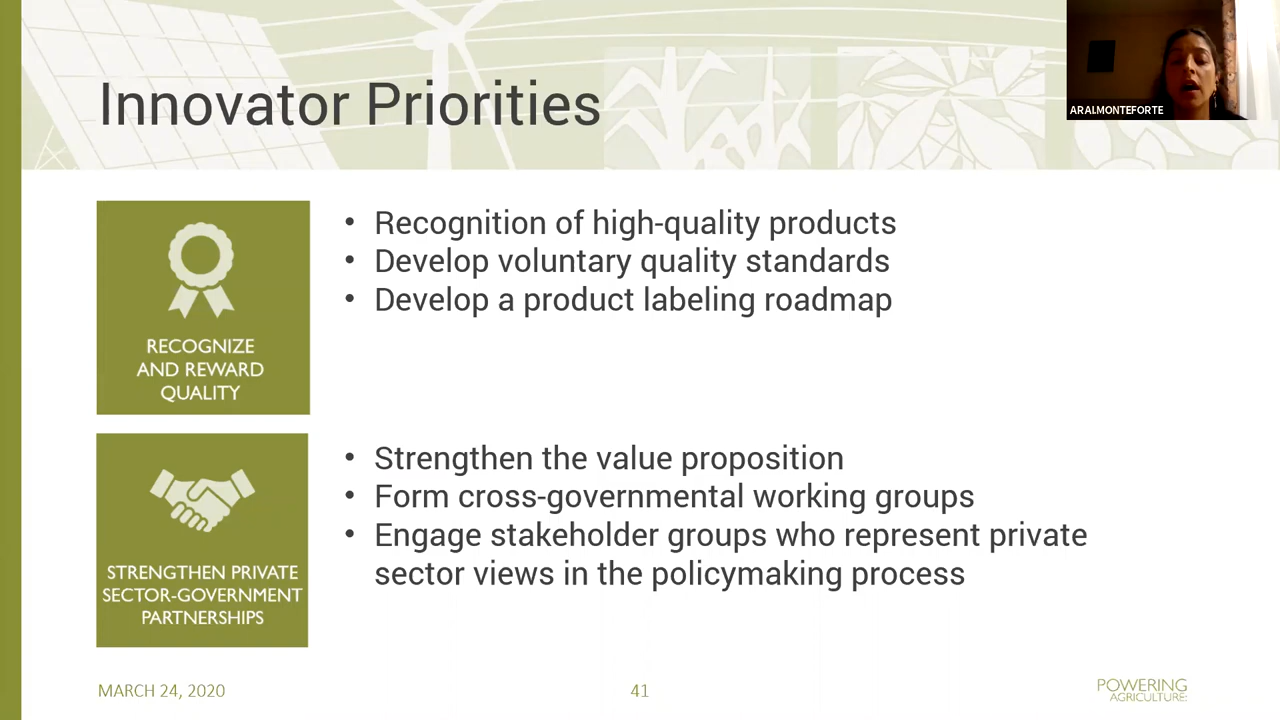 Innovator Priorities
ARALMONTEFORTE
RECOGNIZE
AND REWARD
QUALITY
• Recognition of high-quality products
• Develop voluntary quality standards
• Develop a product labeling roadmap
STRENGTHEN PRIVATE
SECTOR-GOVERNMENT
PARTNERSHIPS
• Strengthen the value proposition
• Form cross-governmental working groups
• Engage stakeholder groups who represent private
sector views in the policymaking process
MARCH 24, 2020
41
POWERING
AGRICULTURE: